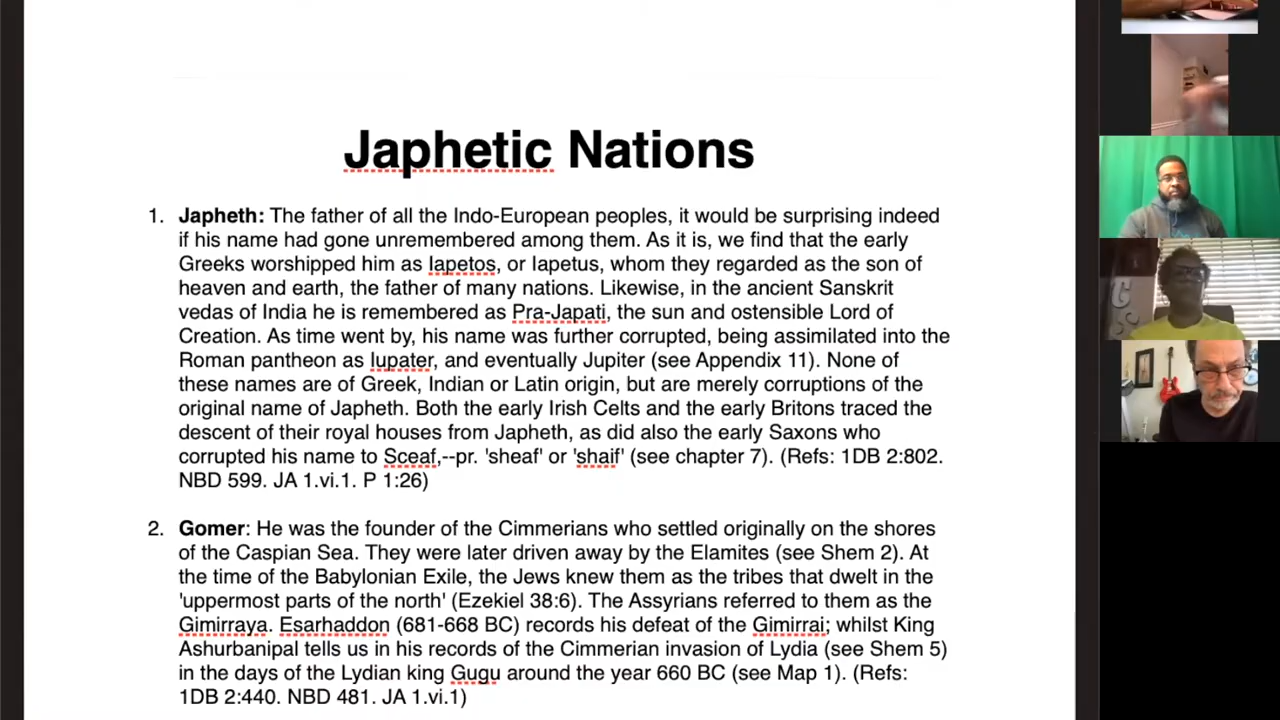 Japhetic Nations
1. Japheth: The father of all the Indo-European peoples, it would be surprising indeed
if his name had gone unremembered among them. As it is, we find that the early
Greeks worshipped him as Iapetos, or Iapetus, whom they regarded as the son of
heaven and earth, the father of many nations. Likewise, in the ancient Sanskrit
vedas of India he is remembered as Pra-Japati, the sun and ostensible Lord of
Creation. As time went by, his name was further corrupted, being assimilated into the
Roman pantheon as Iupater, and eventually Jupiter (see Appendix 11). None of
these names are of Greek, Indian or Latin origin, but are merely corruptions of the
original name of Japheth. Both the early Irish Celts and the early Britons traced the
descent of their royal houses from Japheth, as did also the early Saxons who
corrupted his name to Sceaf,--pr. 'sheaf' or 'shaif' (see chapter 7). (Refs: 1DB 2:802.
NBD 599. JA 1.vi.1. P 1:26)
2. Gomer: He was the founder of the Cimmerians who settled originally on the shores
of the Caspian Sea. They were later driven away by the Elamites (see Shem 2). At
the time of the Babylonian Exile, the Jews knew them as the tribes that dwelt in the
'uppermost parts of the north' (Ezekiel 38:6). The Assyrians referred to them as the
Gimirraya. Esarhaddon (681-668 BC) records his defeat of the Gimirrai; whilst King
Ashurbanipal tells us in his records of the Cimmerian invasion of Lydia (see Shem 5)
in the days of the Lydian king Gugu around the year 660 BC (see Map 1). (Refs:
1DB 2:440. NBD 481. JA 1.vi.1)